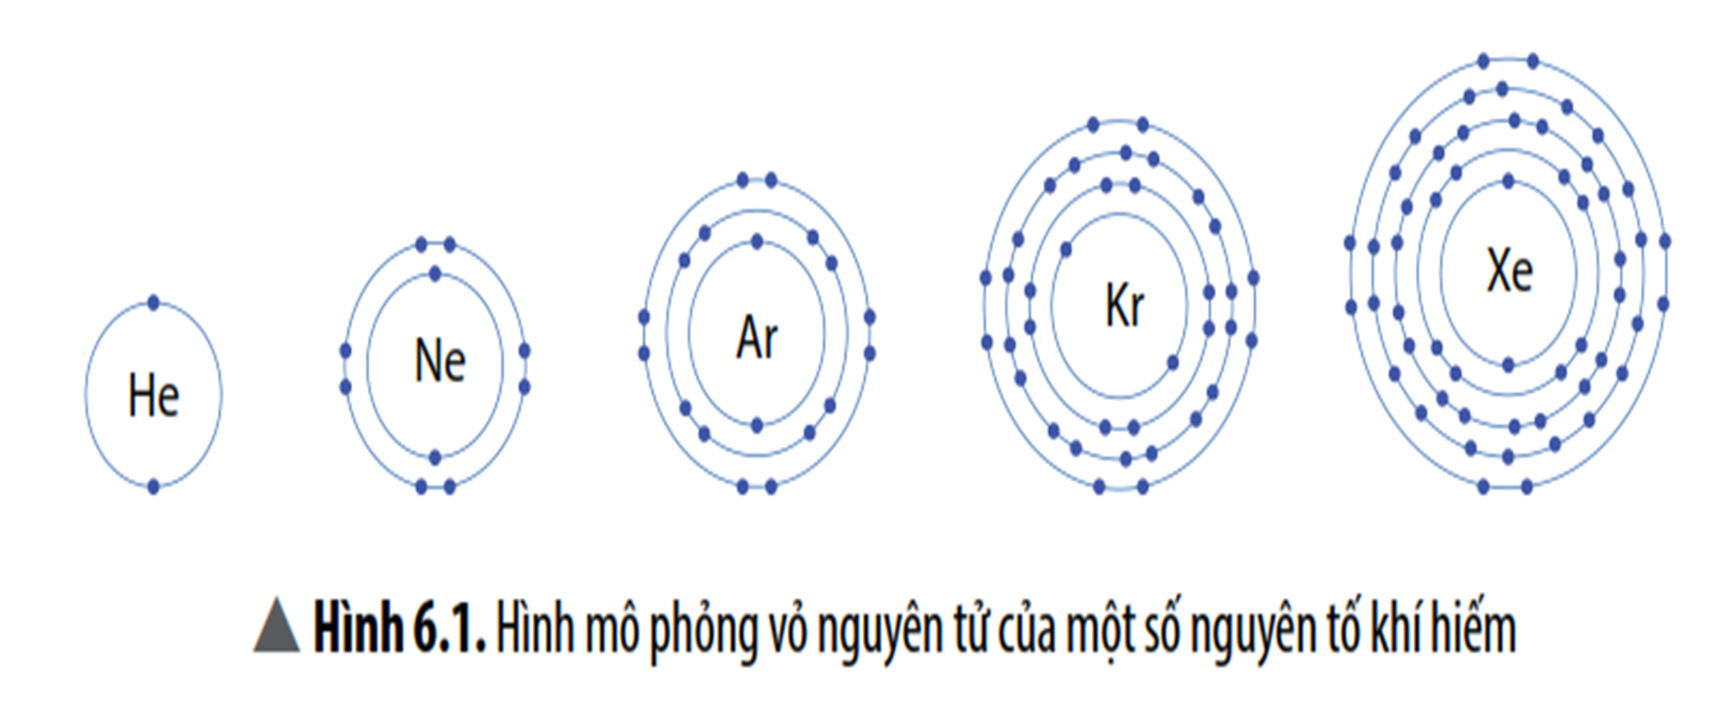 He
Ne
Ar
Kr
Xe
Hình 6.1. Hình mô phỏng vỏ nguyên tử của một số nguyên tố khí hiếm